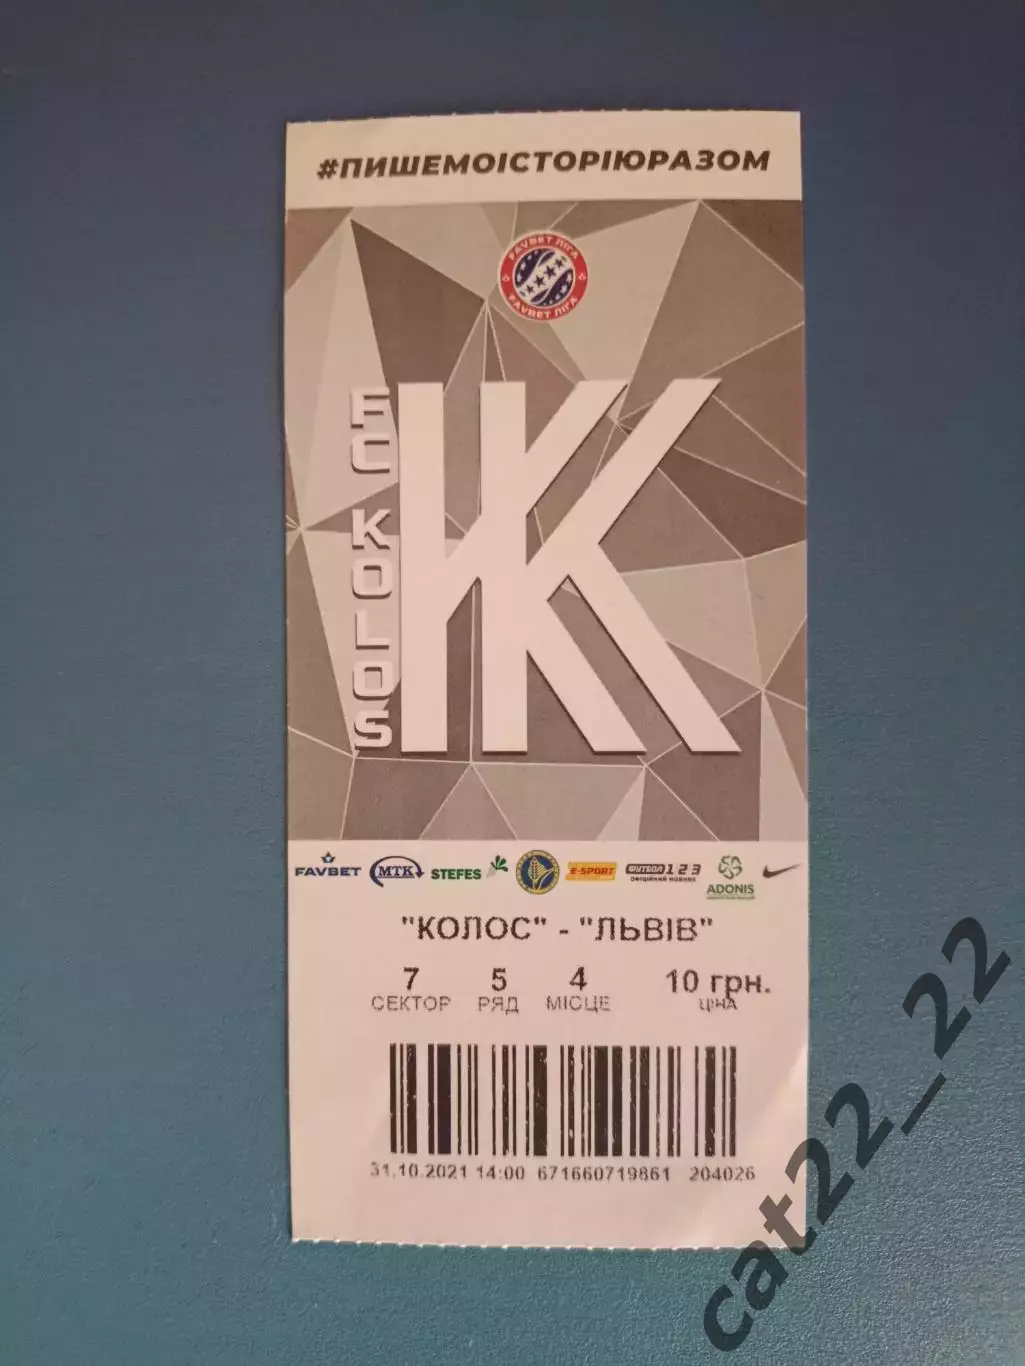 #ПИШЕМОІСТОРІЮРАЗОМ
FAVBET ЛІГА
FAVBET ЛІГА
FC KOLOS
FAVBET
МТК
STEFES
E-SPORT
ФУТБОЛ 1 2 3
ADONIS
"КОЛОС" - "ЛЬВІВ"
7 5 4 10 грн.
СЕКТОР РЯД МІСЦЕ ЦІНА
31.10.2021 14:00 671660719861 204026
cat22_22